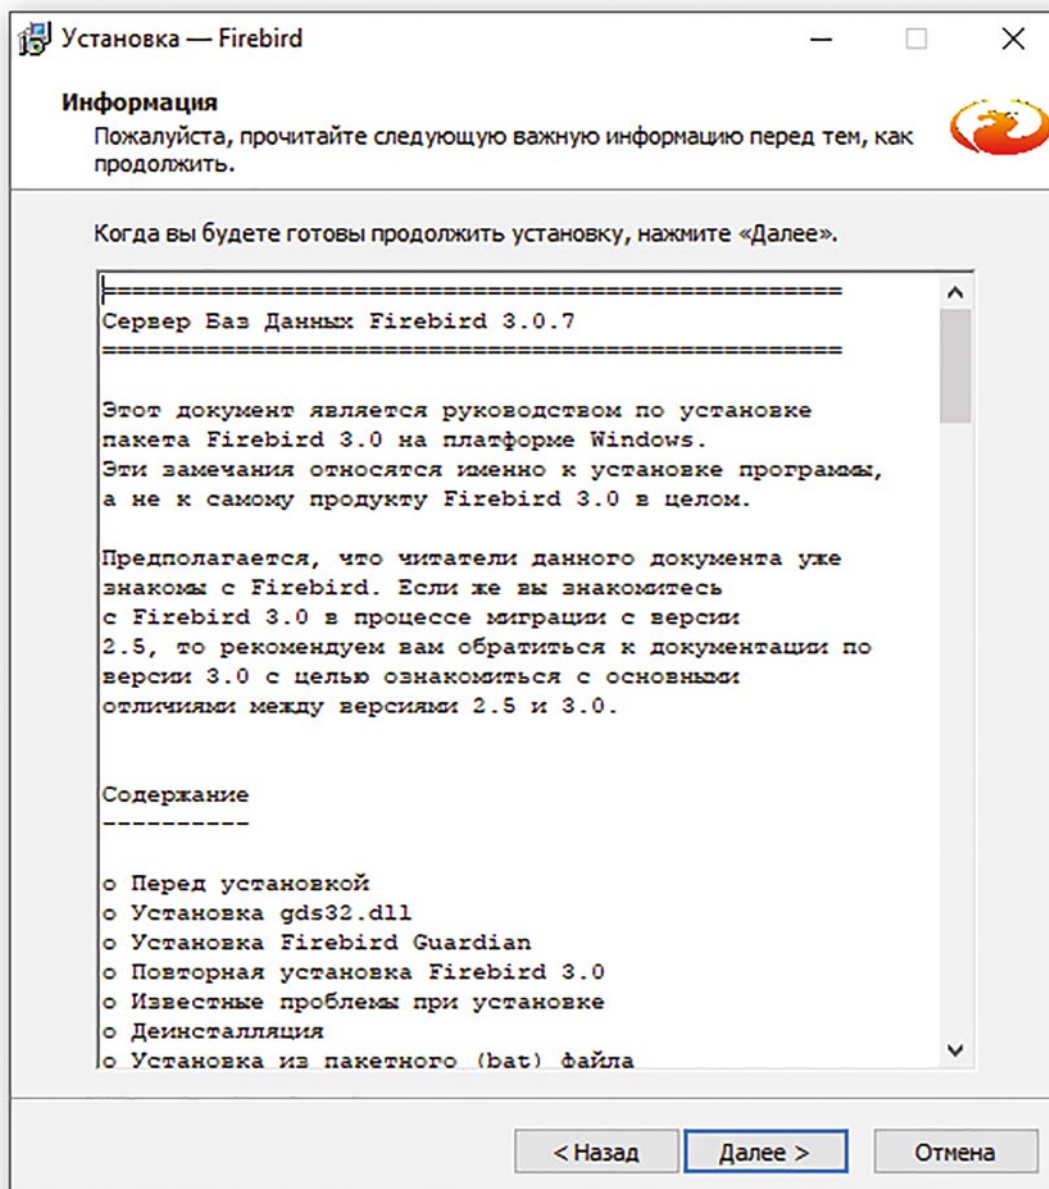 Установка — Firebird
Информация
Пожалуйста, прочитайте следующую важную информацию перед тем, как
продолжить.
Когда вы будете готовы продолжить установку, нажмите «Далее».
==================================================
Сервер Баз Данных Firebird 3.0.7
==================================================
Этот документ является руководством по установке
пакета Firebird 3.0 на платформе Windows.
Эти замечания относятся именно к установке программы,
а не к самому продукту Firebird 3.0 в целом.
Предполагается, что читатели данного документа уже
знакомы с Firebird. Если же вы знакомитесь
с Firebird 3.0 в процессе миграции с версии
2.5, то рекомендуем вам обратиться к документации по
версии 3.0 с целью ознакомиться с основными
отличиями между версиями 2.5 и 3.0.
Содержание
----------
o Перед установкой
o Установка gds32.dll
o Установка Firebird Guardian
o Повторная установка Firebird 3.0
o Известные проблемы при установке
o Деинсталляция
o Установка из пакетного (bat) файла
< Назад
Далее >
Отмена